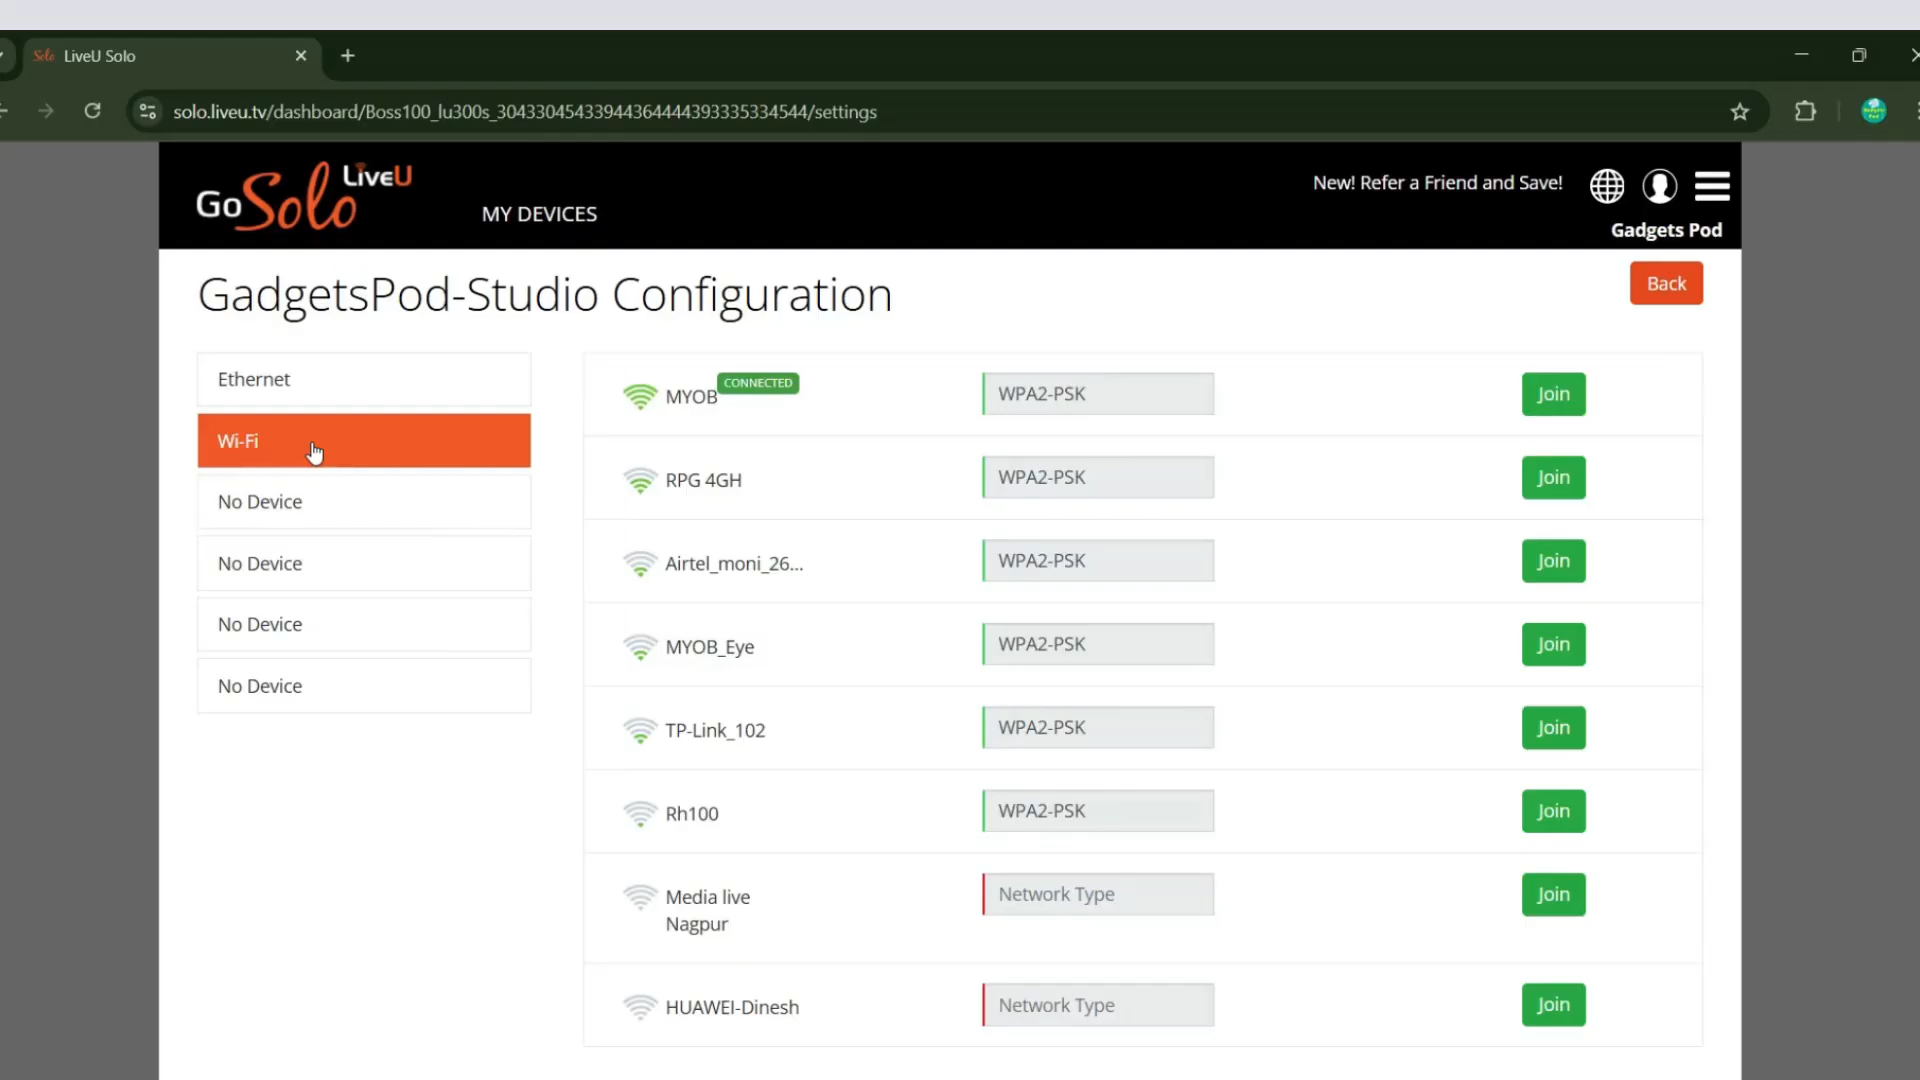 Solo LiveU Solo
solo.liveu.tv/dashboard/Boss100_lu300s_30433045433944364444393335334544/settings
Go Solo LiveU
MY DEVICES
New! Refer a Friend and Save!
Gadgets Pod
GadgetsPod-Studio Configuration
Back
Ethernet
Wi-Fi
No Device
No Device
No Device
No Device
MYOB CONNECTED WPA2-PSK Join
RPG 4GH WPA2-PSK Join
Airtel_moni_26... WPA2-PSK Join
MYOB_Eye WPA2-PSK Join
TP-Link_102 WPA2-PSK Join
Rh100 WPA2-PSK Join
Media live Network Type Join
Nagpur
HUAWEI-Dinesh Network Type Join